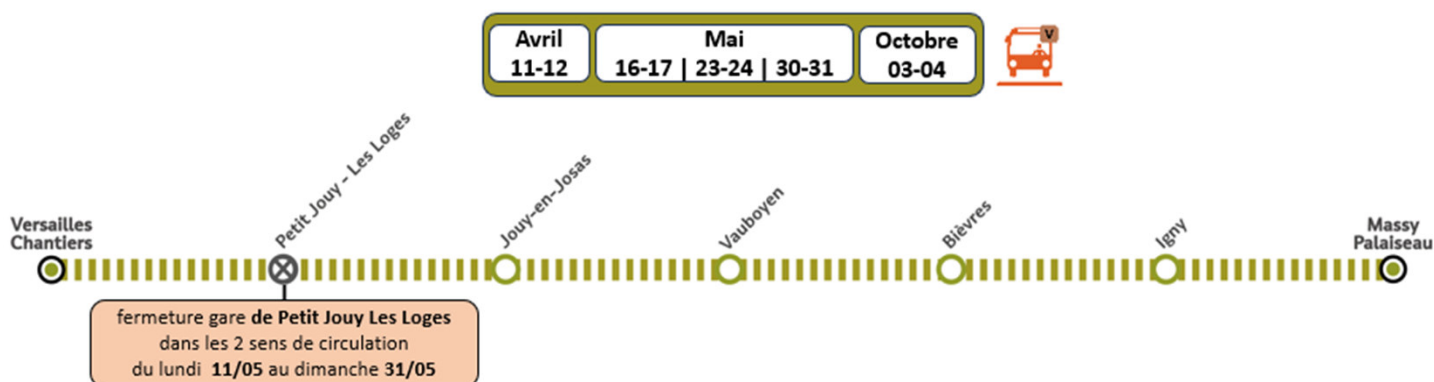 Avril
11-12
Mai
16-17 | 23-24 | 30-31
Octobre
03-04
V
Versailles
Chantiers
Petit Jouy - Les Loges
Jouy-en-Josas
Vauboyen
Bièvres
Igny
Massy
Palaiseau
fermeture gare de Petit Jouy Les Loges
dans les 2 sens de circulation
du lundi 11/05 au dimanche 31/05